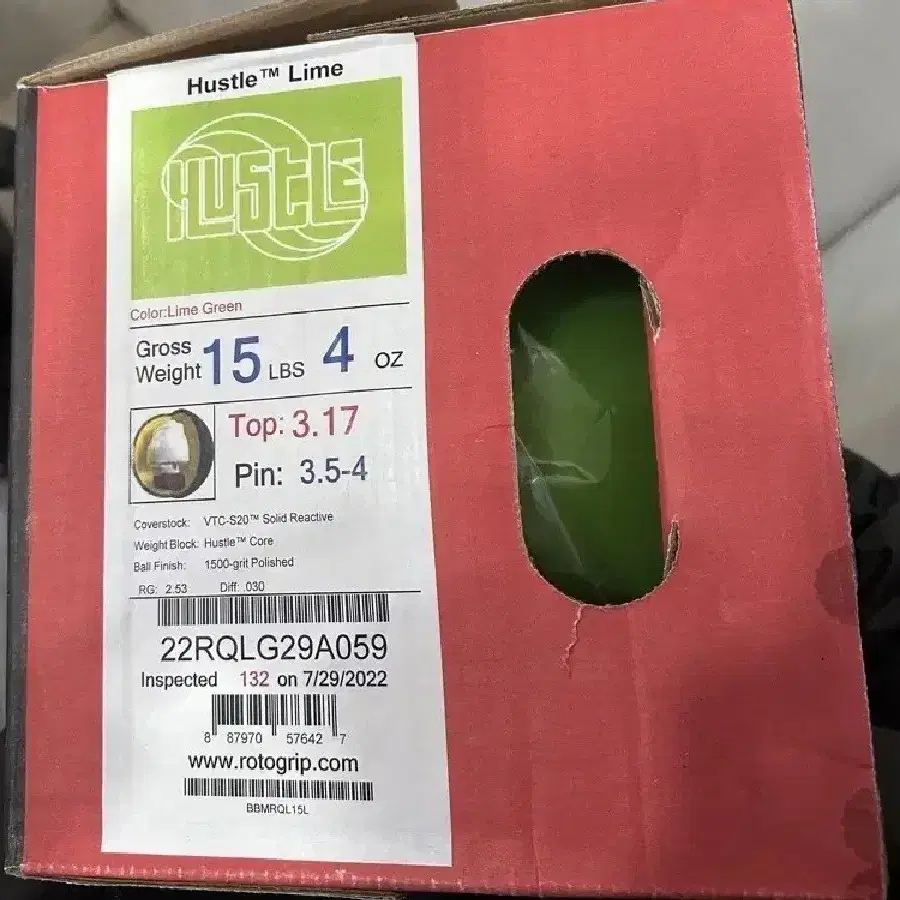 Hustle™ Lime
HUStLE
Color:Lime Green
Gross
Weight 15 LBS 4 OZ
Top: 3.17
Pin: 3.5-4
Coverstock: VTC-S20™ Solid Reactive
Weight Block: Hustle™ Core
Ball Finish: 1500-grit Polished
RG: 2.53 Diff: .030
22RQLG29A059
Inspected 132 on 7/29/2022
8 87970 57642 7
www.rotogrip.com
BBMRQL15L